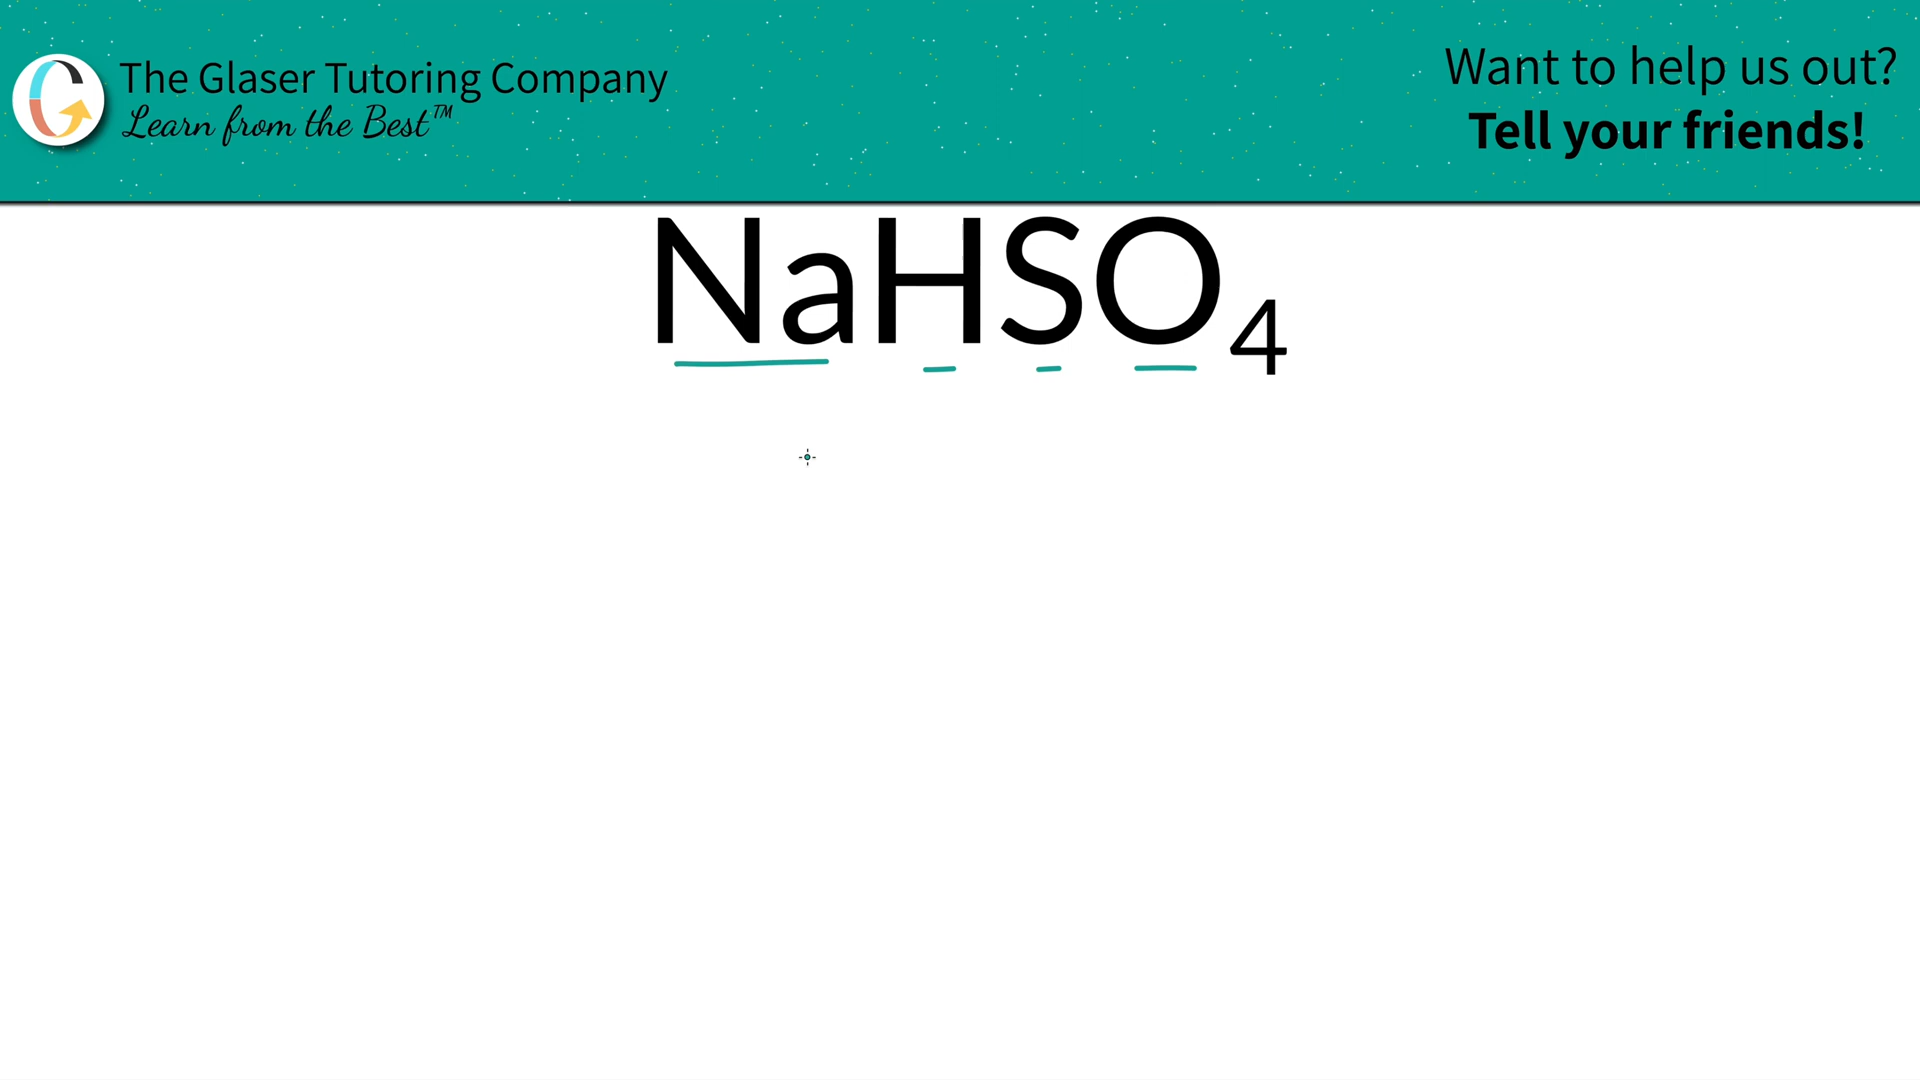 The Glaser Tutoring Company
Learn from the Best™
Want to help us out?
Tell your friends!
NaHSO₄